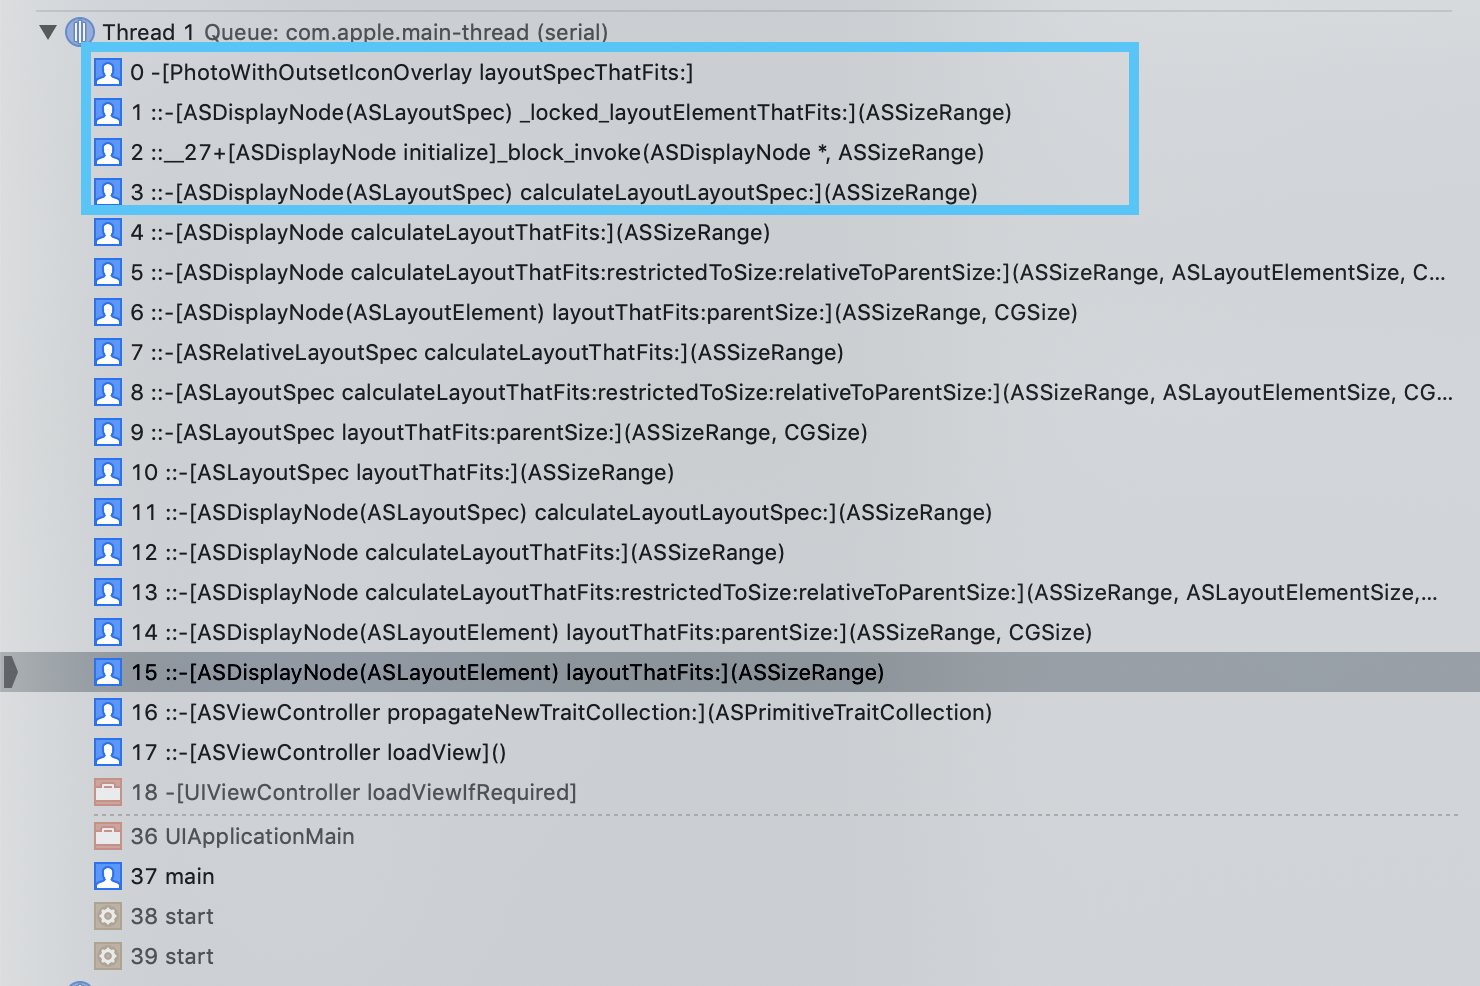 Thread 1 Queue: com.apple.main-thread (serial)
0 -[PhotoWithOutsetIconOverlay layoutSpecThatFits:]
1 ::-[ASDisplayNode(ASLayoutSpec) _locked_layoutElementThatFits:](ASSizeRange)
2 ::__27+[ASDisplayNode initialize]_block_invoke(ASDisplayNode *, ASSizeRange)
3 ::-[ASDisplayNode(ASLayoutSpec) calculateLayoutLayoutSpec:](ASSizeRange)
4 ::-[ASDisplayNode calculateLayoutThatFits:](ASSizeRange)
5 ::-[ASDisplayNode calculateLayoutThatFits:restrictedToSize:relativeToParentSize:](ASSizeRange, ASLayoutElementSize, C...
6 ::-[ASDisplayNode(ASLayoutElement) layoutThatFits:parentSize:](ASSizeRange, CGSize)
7 ::-[ASRelativeLayoutSpec calculateLayoutThatFits:](ASSizeRange)
8 ::-[ASLayoutSpec calculateLayoutThatFits:restrictedToSize:relativeToParentSize:](ASSizeRange, ASLayoutElementSize, CG...
9 ::-[ASLayoutSpec layoutThatFits:parentSize:](ASSizeRange, CGSize)
10 ::-[ASLayoutSpec layoutThatFits:](ASSizeRange)
11 ::-[ASDisplayNode(ASLayoutSpec) calculateLayoutLayoutSpec:](ASSizeRange)
12 ::-[ASDisplayNode calculateLayoutThatFits:](ASSizeRange)
13 ::-[ASDisplayNode calculateLayoutThatFits:restrictedToSize:relativeToParentSize:](ASSizeRange, ASLayoutElementSize,...
14 ::-[ASDisplayNode(ASLayoutElement) layoutThatFits:parentSize:](ASSizeRange, CGSize)
15 ::-[ASDisplayNode(ASLayoutElement) layoutThatFits:](ASSizeRange)
16 ::-[ASViewController propagateNewTraitCollection:](ASPrimitiveTraitCollection)
17 ::-[ASViewController loadView]()
18 -[UIViewController loadViewIfRequired]
36 UIApplicationMain
37 main
38 start
39 start